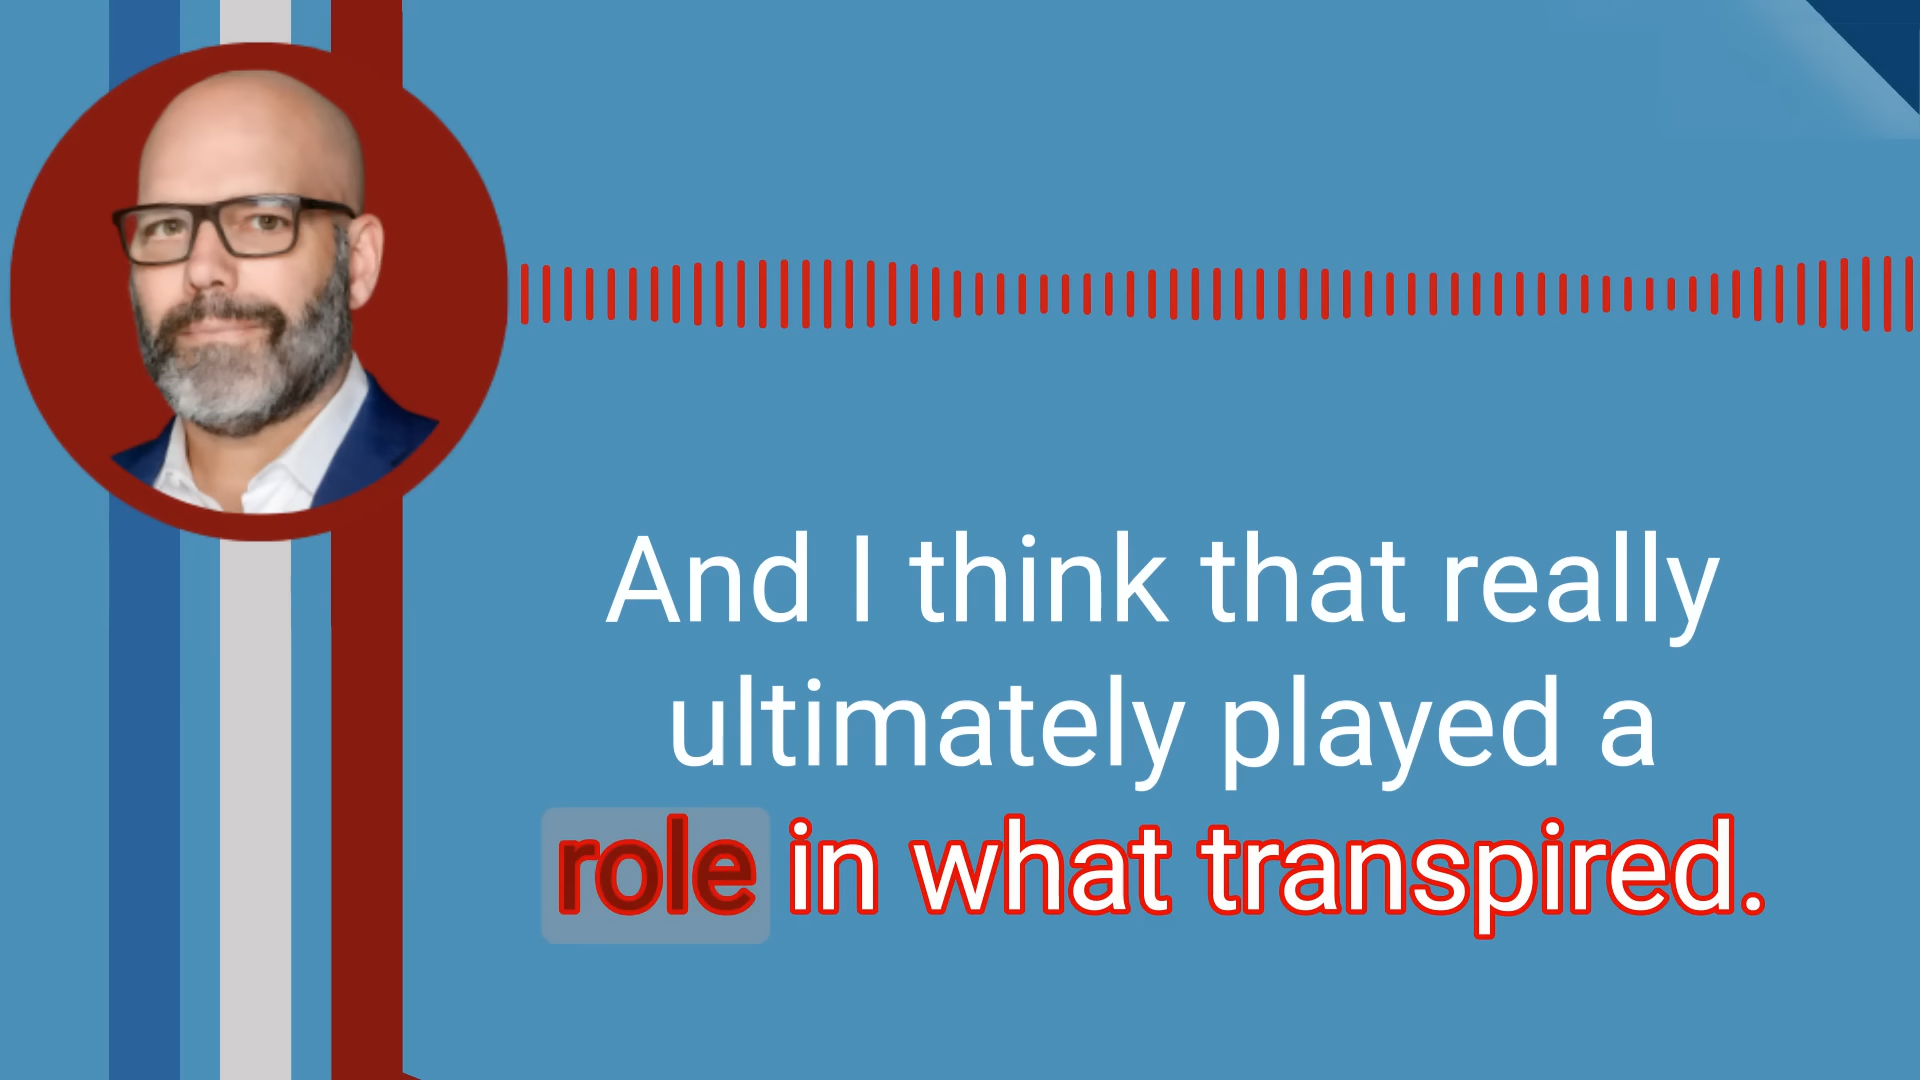 And I think that really
ultimately played a
role in what transpired.